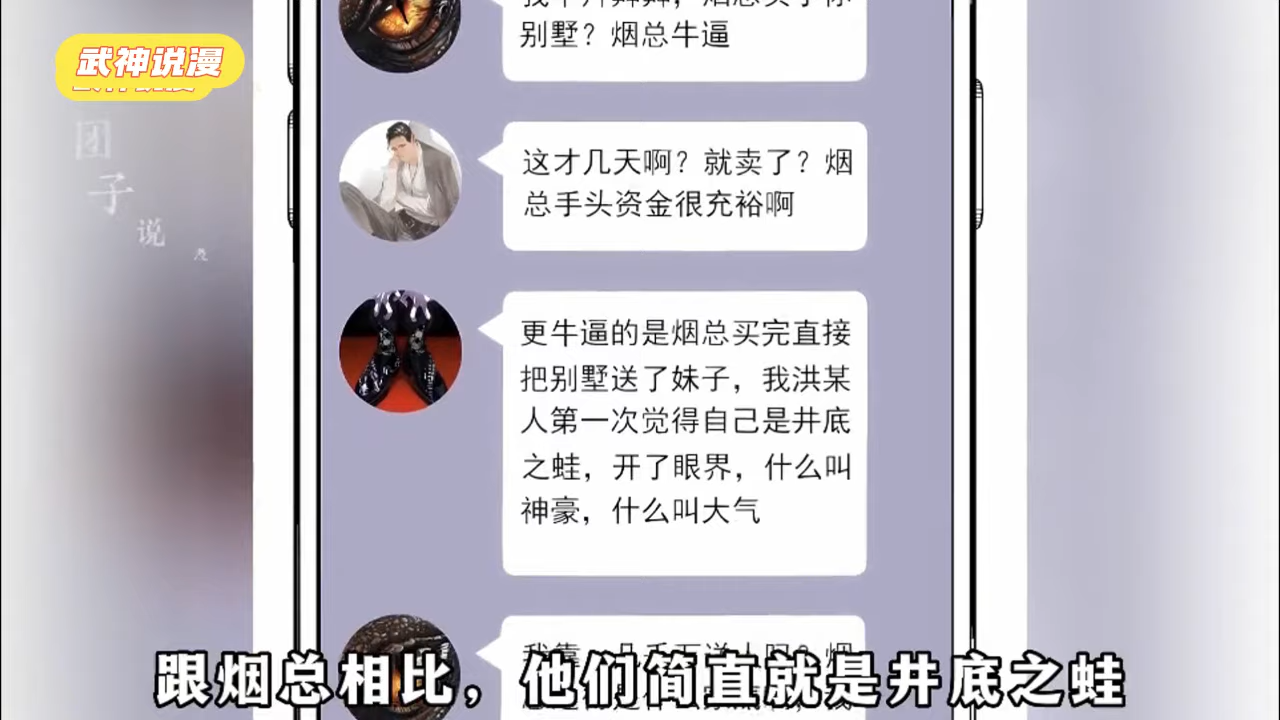 武神说漫
团
子
说
别墅？烟总牛逼
这才几天啊？就卖了？烟
总手头资金很充裕啊
更牛逼的是烟总买完直接
把别墅送了妹子，我洪某
人第一次觉得自己是井底
之蛙，开了眼界，什么叫
神豪，什么叫大气
跟烟总相比，他们简直就是井底之蛙